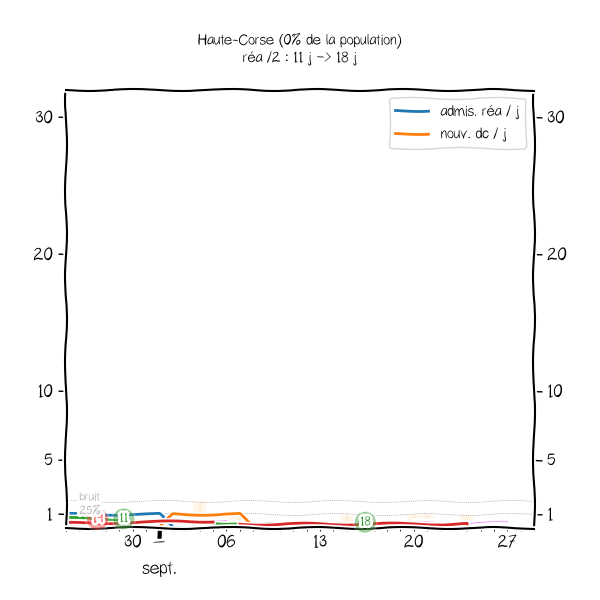 Haute-Corse (0% de la population)
réa /2 : 11 j -> 18 j
admis. réa / j
nouv. dc / j
30 30
20 20
10 10
5 5
1 1
... bruit
25%
11 18
30 06 13 20 27
sept.